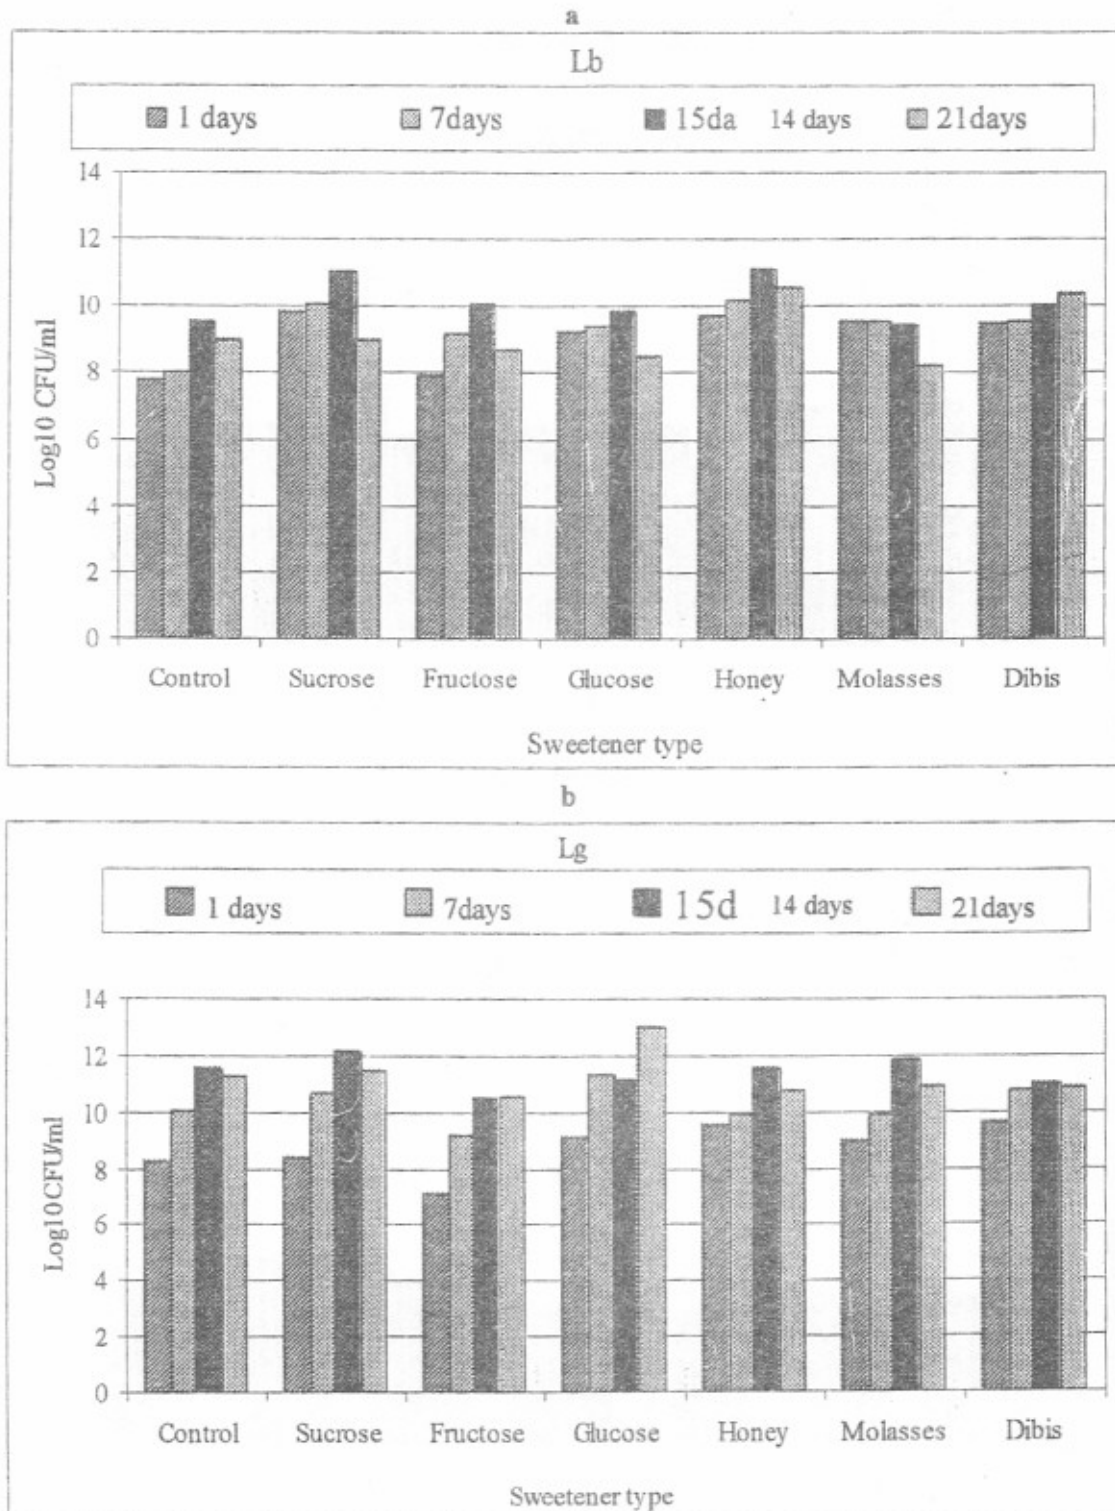 a
Lb
1 days 7days 15da 14 days 21days
14
12
10
8
6
4
2
0
Log10 CFU/ml
Control Sucrose Fructose Glucose Honey Molasses Dibis
Sweetener type
b
Lg
1 days 7days 15d 14 days 21days
14
12
10
8
6
4
2
0
Log10CFU/ml
Control Sucrose Fructose Glucose Honey Molasses Dibis
Sweetener type